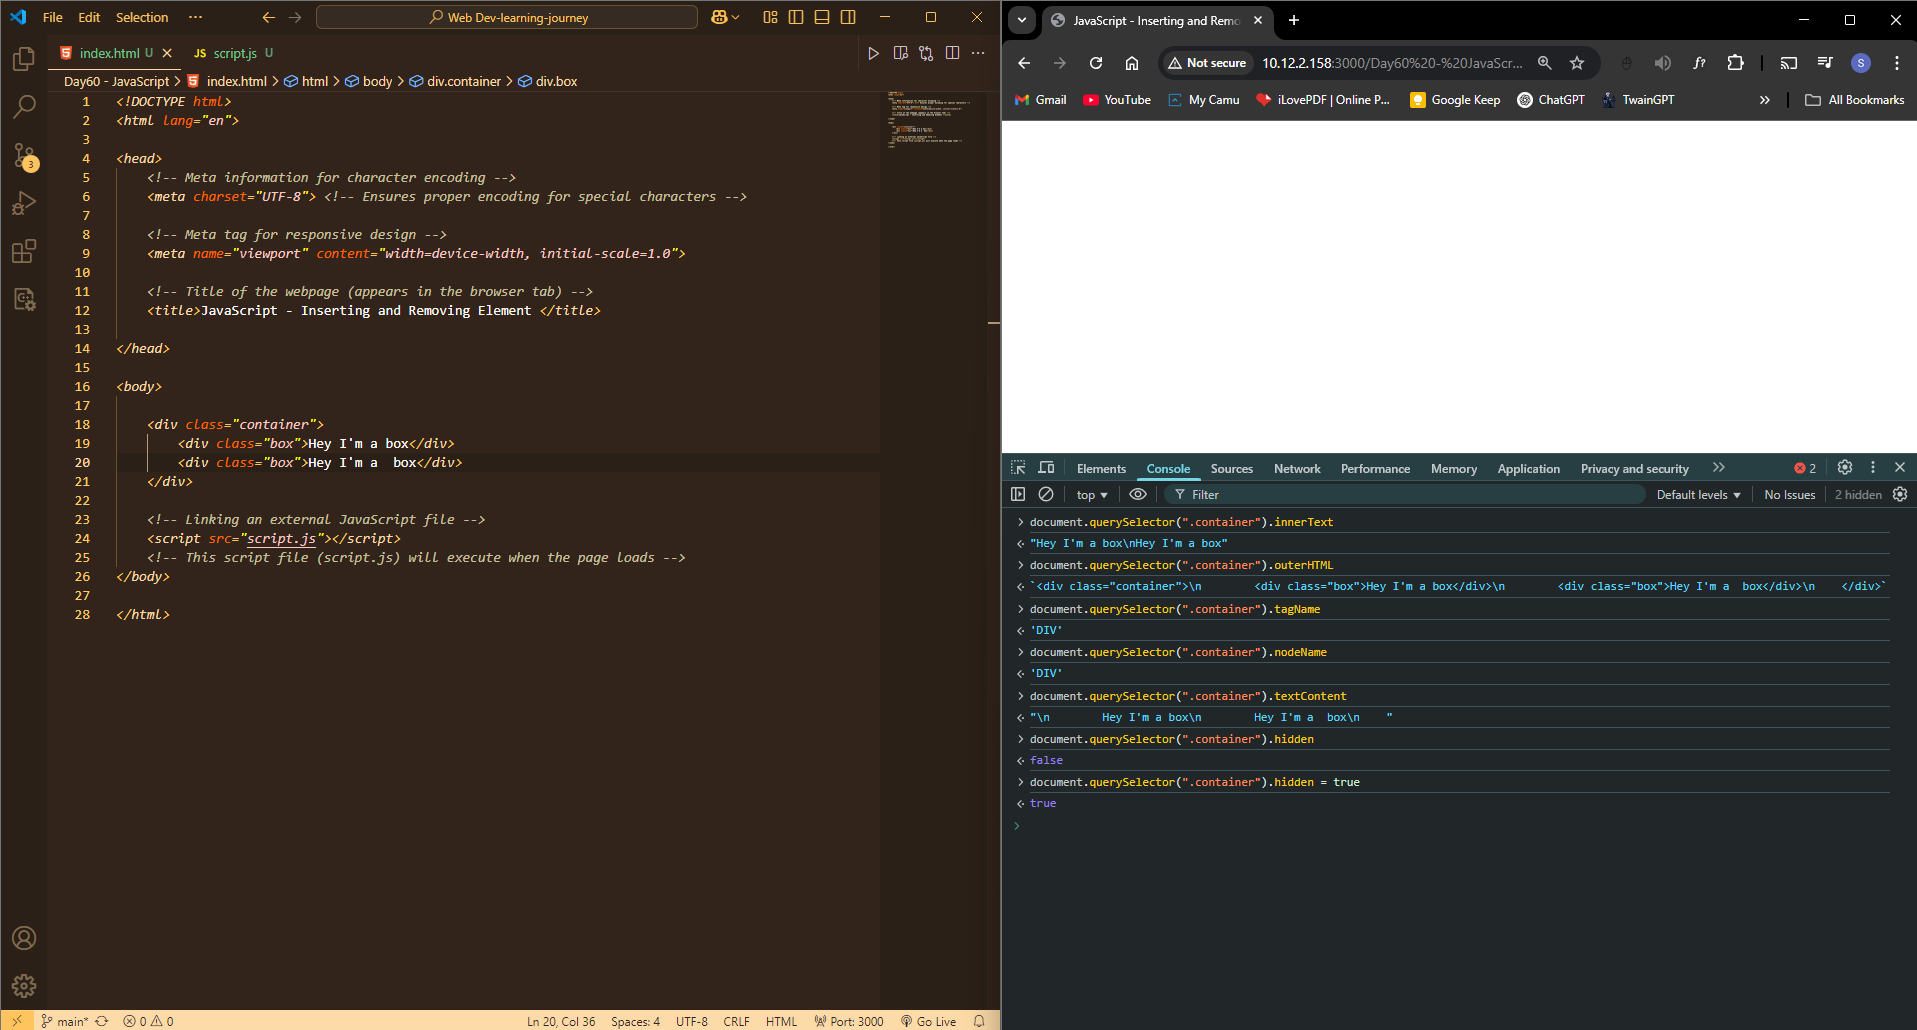 File Edit Selection ···
Web Dev-learning-journey
index.html U
JS script.js U
Day60 - JavaScript > index.html > html > body > div.container > div.box
1 <!DOCTYPE html>
2 <html lang="en">
3
4 <head>
5 <!-- Meta information for character encoding -->
6 <meta charset="UTF-8"> <!-- Ensures proper encoding for special characters -->
7
8 <!-- Meta tag for responsive design -->
9 <meta name="viewport" content="width=device-width, initial-scale=1.0">
10
11 <!-- Title of the webpage (appears in the browser tab) -->
12 <title>JavaScript - Inserting and Removing Element </title>
13
14 </head>
15
16 <body>
17
18 <div class="container">
19 <div class="box">Hey I'm a box</div>
20 <div class="box">Hey I'm a  box</div>
21 </div>
22
23 <!-- Linking an external JavaScript file -->
24 <script src="script.js"></script>
25 <!-- This script file (script.js) will execute when the page loads -->
26 </body>
27
28 </html>
3
main* 0 0 Ln 20, Col 36 Spaces: 4 UTF-8 CRLF HTML Port: 3000 Go Live
JavaScript - Inserting and Remo
Not secure 10.12.2.158:3000/Day60%20-%20JavaScr... f? S
Gmail YouTube My Camu iLovePDF | Online P... Google Keep ChatGPT TwainGPT » All Bookmarks
Elements Console Sources Network Performance Memory Application Privacy and security » 2
top Filter Default levels No Issues 2 hidden
> document.querySelector(".container").innerText
"Hey I'm a box\nHey I'm a box"
> document.querySelector(".container").outerHTML
`<div class="container">\n        <div class="box">Hey I'm a box</div>\n        <div class="box">Hey I'm a  box</div>\n    </div>`
> document.querySelector(".container").tagName
'DIV'
> document.querySelector(".container").nodeName
'DIV'
> document.querySelector(".container").textContent
"\n        Hey I'm a box\n        Hey I'm a  box\n    "
> document.querySelector(".container").hidden
false
> document.querySelector(".container").hidden = true
true
>